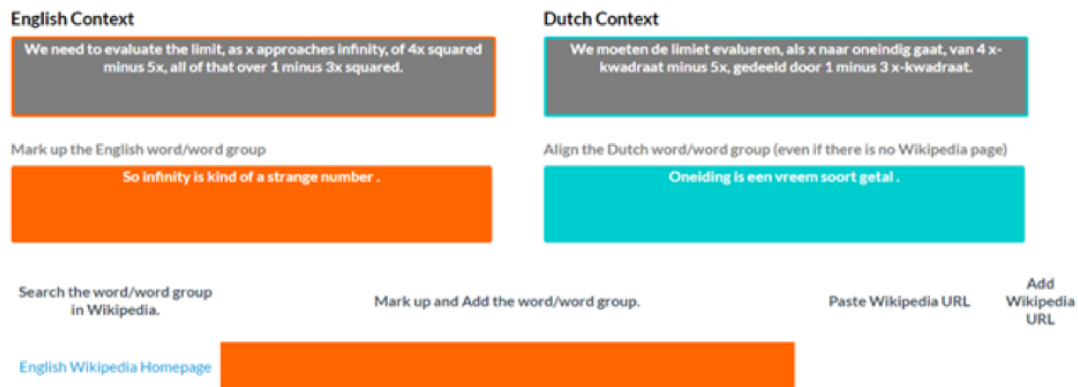 English Context
Dutch Context
We need to evaluate the limit, as x approaches infinity, of 4x squared
minus 5x, all of that over 1 minus 3x squared.
We moeten de limiet evalueren, als x naar oneindig gaat, van 4 x-
kwadraat minus 5x, gedeeld door 1 minus 3 x-kwadraat.
Mark up the English word/word group
Align the Dutch word/word group (even if there is no Wikipedia page)
So infinity is kind of a strange number .
Oneiding is een vreem soort getal .
Search the word/word group
in Wikipedia.
Mark up and Add the word/word group.
Paste Wikipedia URL
Add
Wikipedia
URL
English Wikipedia Homepage